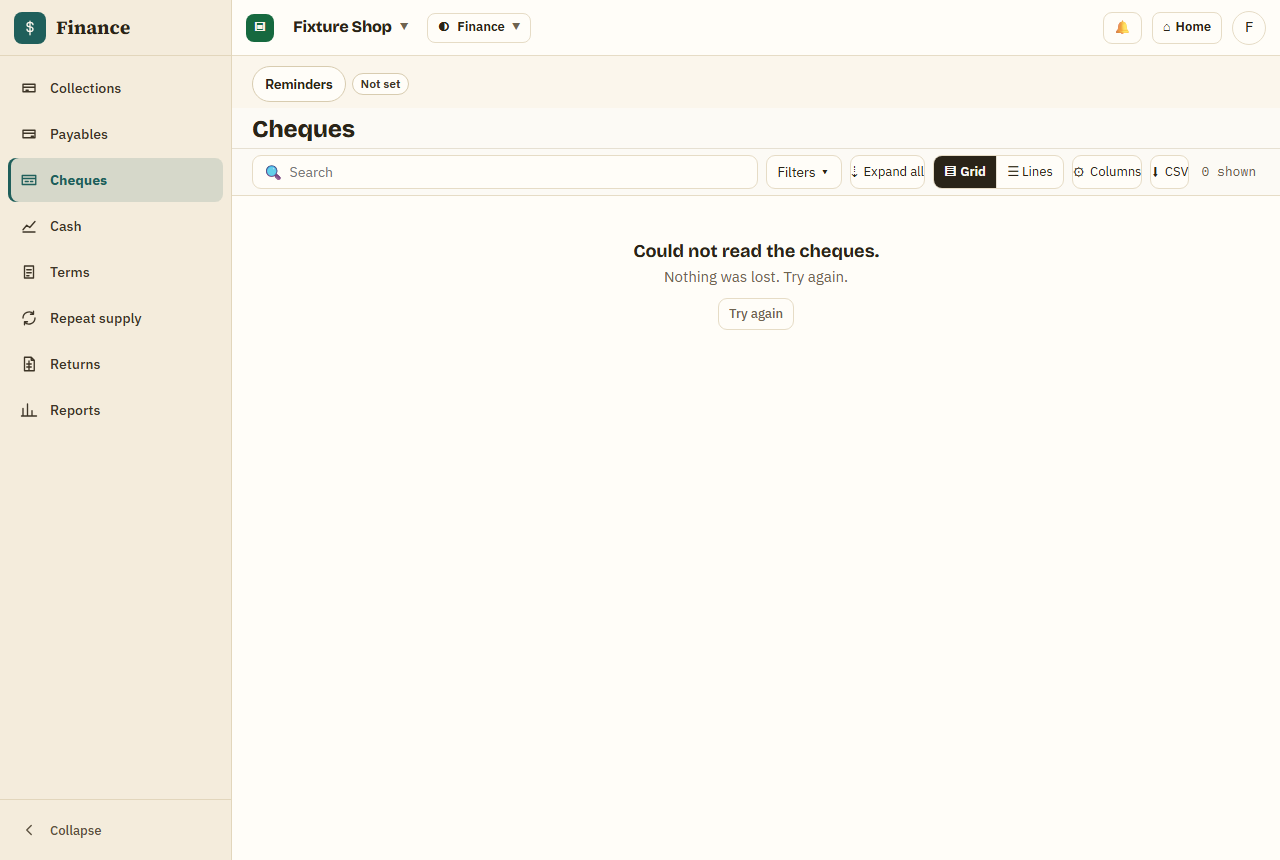 $ Finance
Fixture Shop ▼
Finance ▼
Home
F
Collections
Payables
Cheques
Cash
Terms
Repeat supply
Returns
Reports
Collapse
Reminders
Not set
Cheques
Search
Filters ▾
Expand all
Grid
Lines
Columns
CSV
0 shown
Could not read the cheques.
Nothing was lost. Try again.
Try again